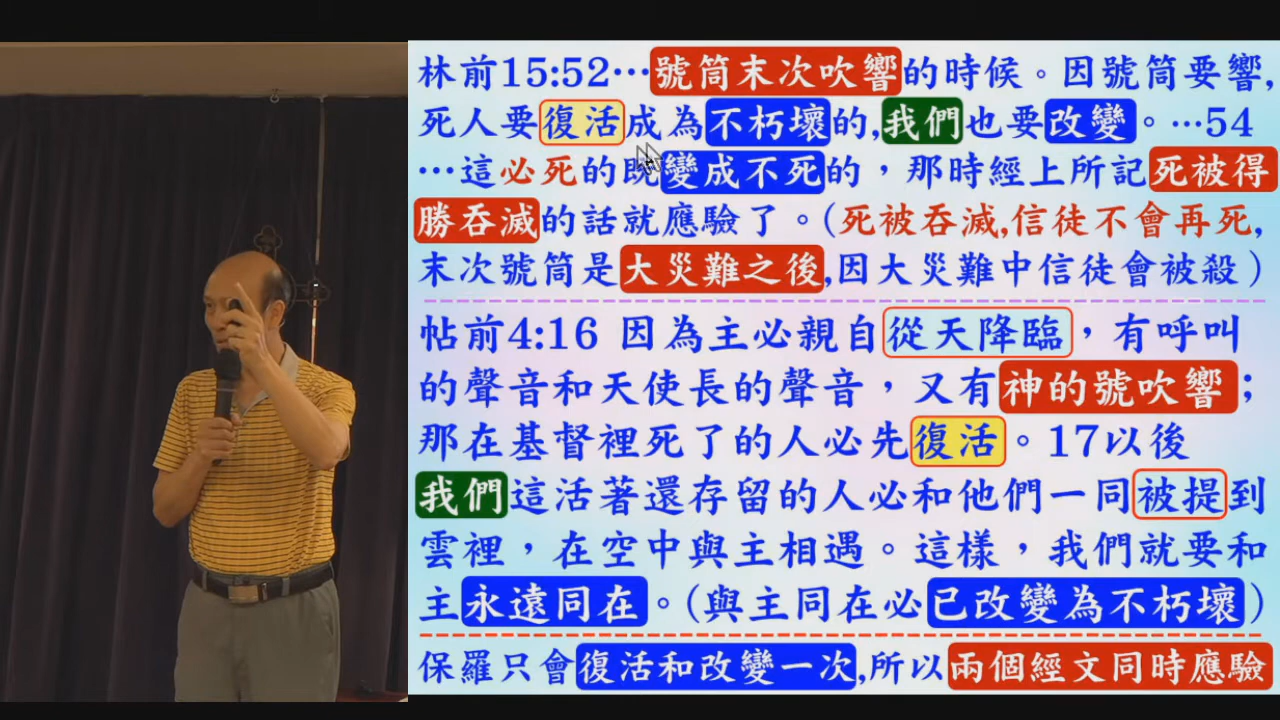 林前15:52…號筒末次吹響的時候。因號筒要響,
死人要復活成為不朽壞的,我們也要改變。…54
…這必死的既變成不死的，那時經上所記死被得
勝吞滅的話就應驗了。(死被吞滅,信徒不會再死,
末次號筒是大災難之後,因大災難中信徒會被殺)
帖前4:16 因為主必親自從天降臨，有呼叫
的聲音和天使長的聲音，又有神的號吹響；
那在基督裡死了的人必先復活。17以後
我們這活著還存留的人必和他們一同被提到
雲裡，在空中與主相遇。這樣，我們就要和
主永遠同在。(與主同在必已改變為不朽壞)
保羅只會復活和改變一次,所以兩個經文同時應驗